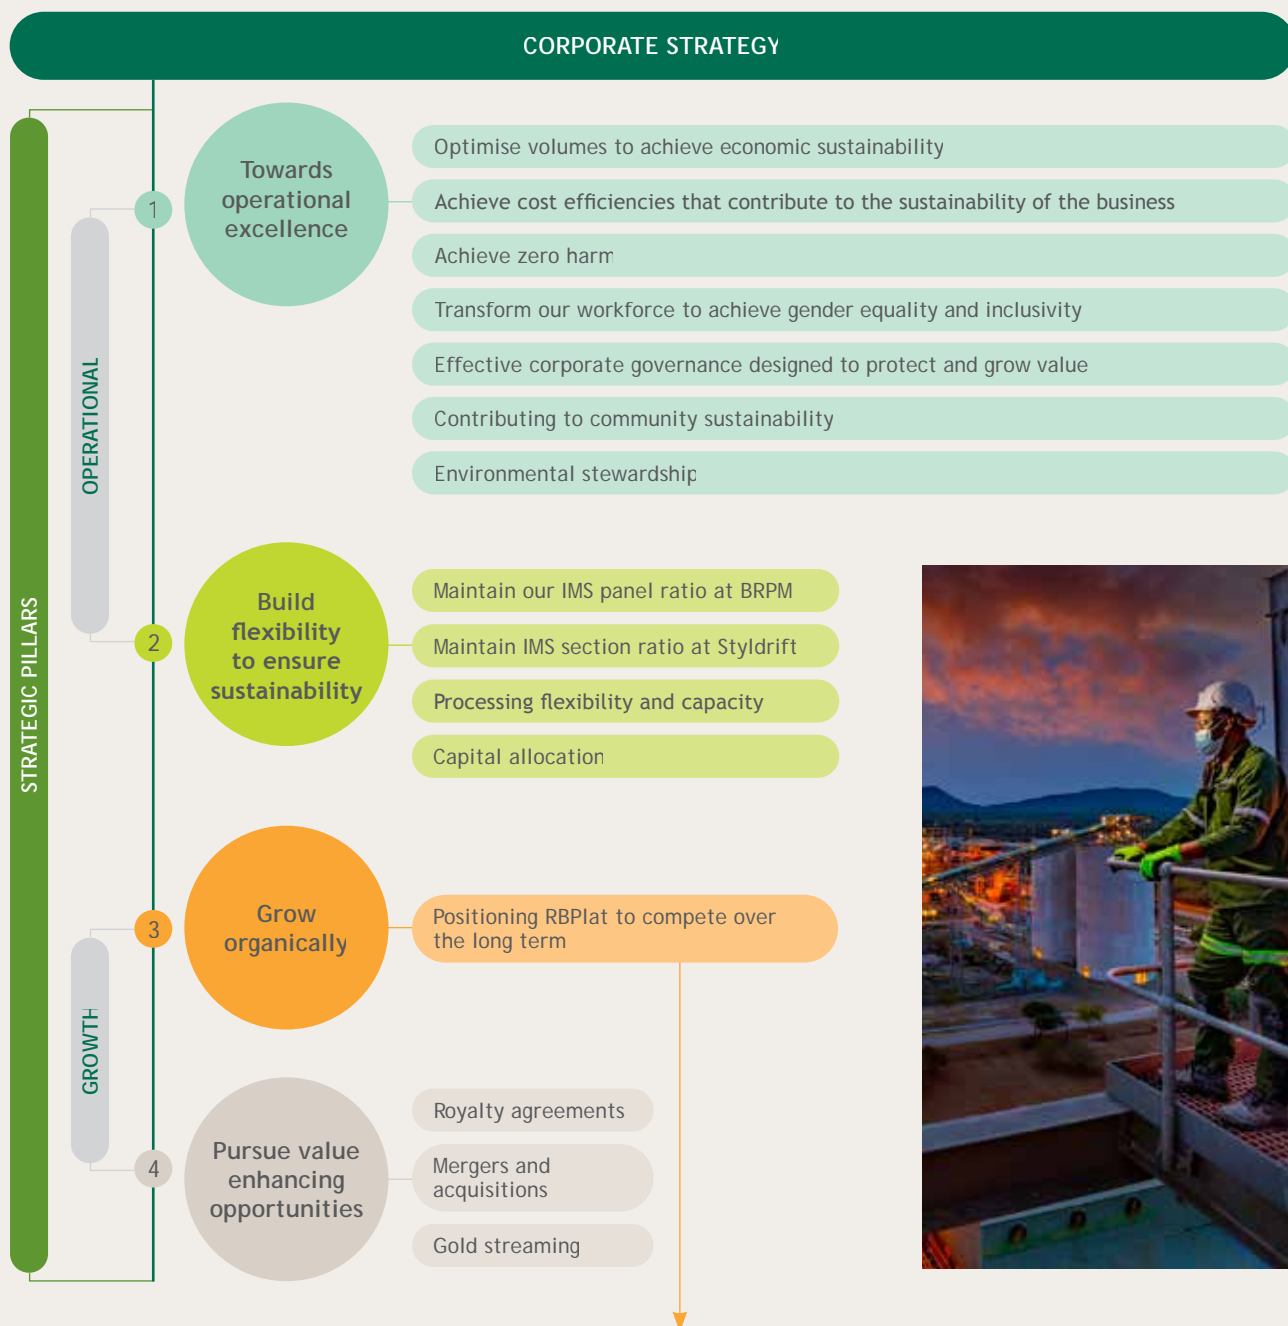 CORPORATE STRATEGY
STRATEGIC PILLARS
OPERATIONAL
1
Towards
operational
excellence
Optimise volumes to achieve economic sustainability
Achieve cost efficiencies that contribute to the sustainability of the business
Achieve zero harm
Transform our workforce to achieve gender equality and inclusivity
Effective corporate governance designed to protect and grow value
Contributing to community sustainability
Environmental stewardship
2
Build
flexibility
to ensure
sustainability
Maintain our IMS panel ratio at BRPM
Maintain IMS section ratio at Styldrift
Processing flexibility and capacity
Capital allocation
GROWTH
3
Grow
organically
Positioning RBPlat to compete over
the long term
4
Pursue value
enhancing
opportunities
Royalty agreements
Mergers and
acquisitions
Gold streaming